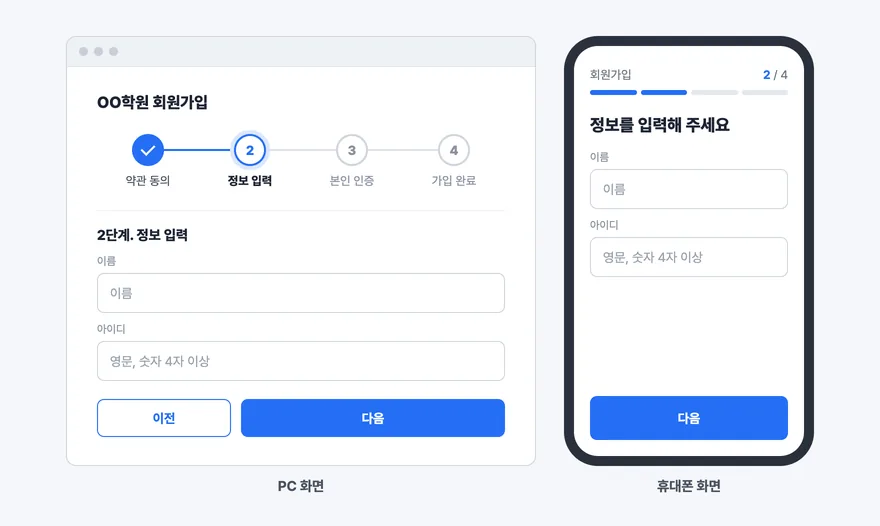 OO학원 회원가입
2 3 4
약관 동의 정보 입력 본인 인증 가입 완료
2단계. 정보 입력
이름
이름
아이디
영문, 숫자 4자 이상
이전 다음
PC 화면
회원가입 2 / 4
정보를 입력해 주세요
이름
이름
아이디
영문, 숫자 4자 이상
다음
휴대폰 화면